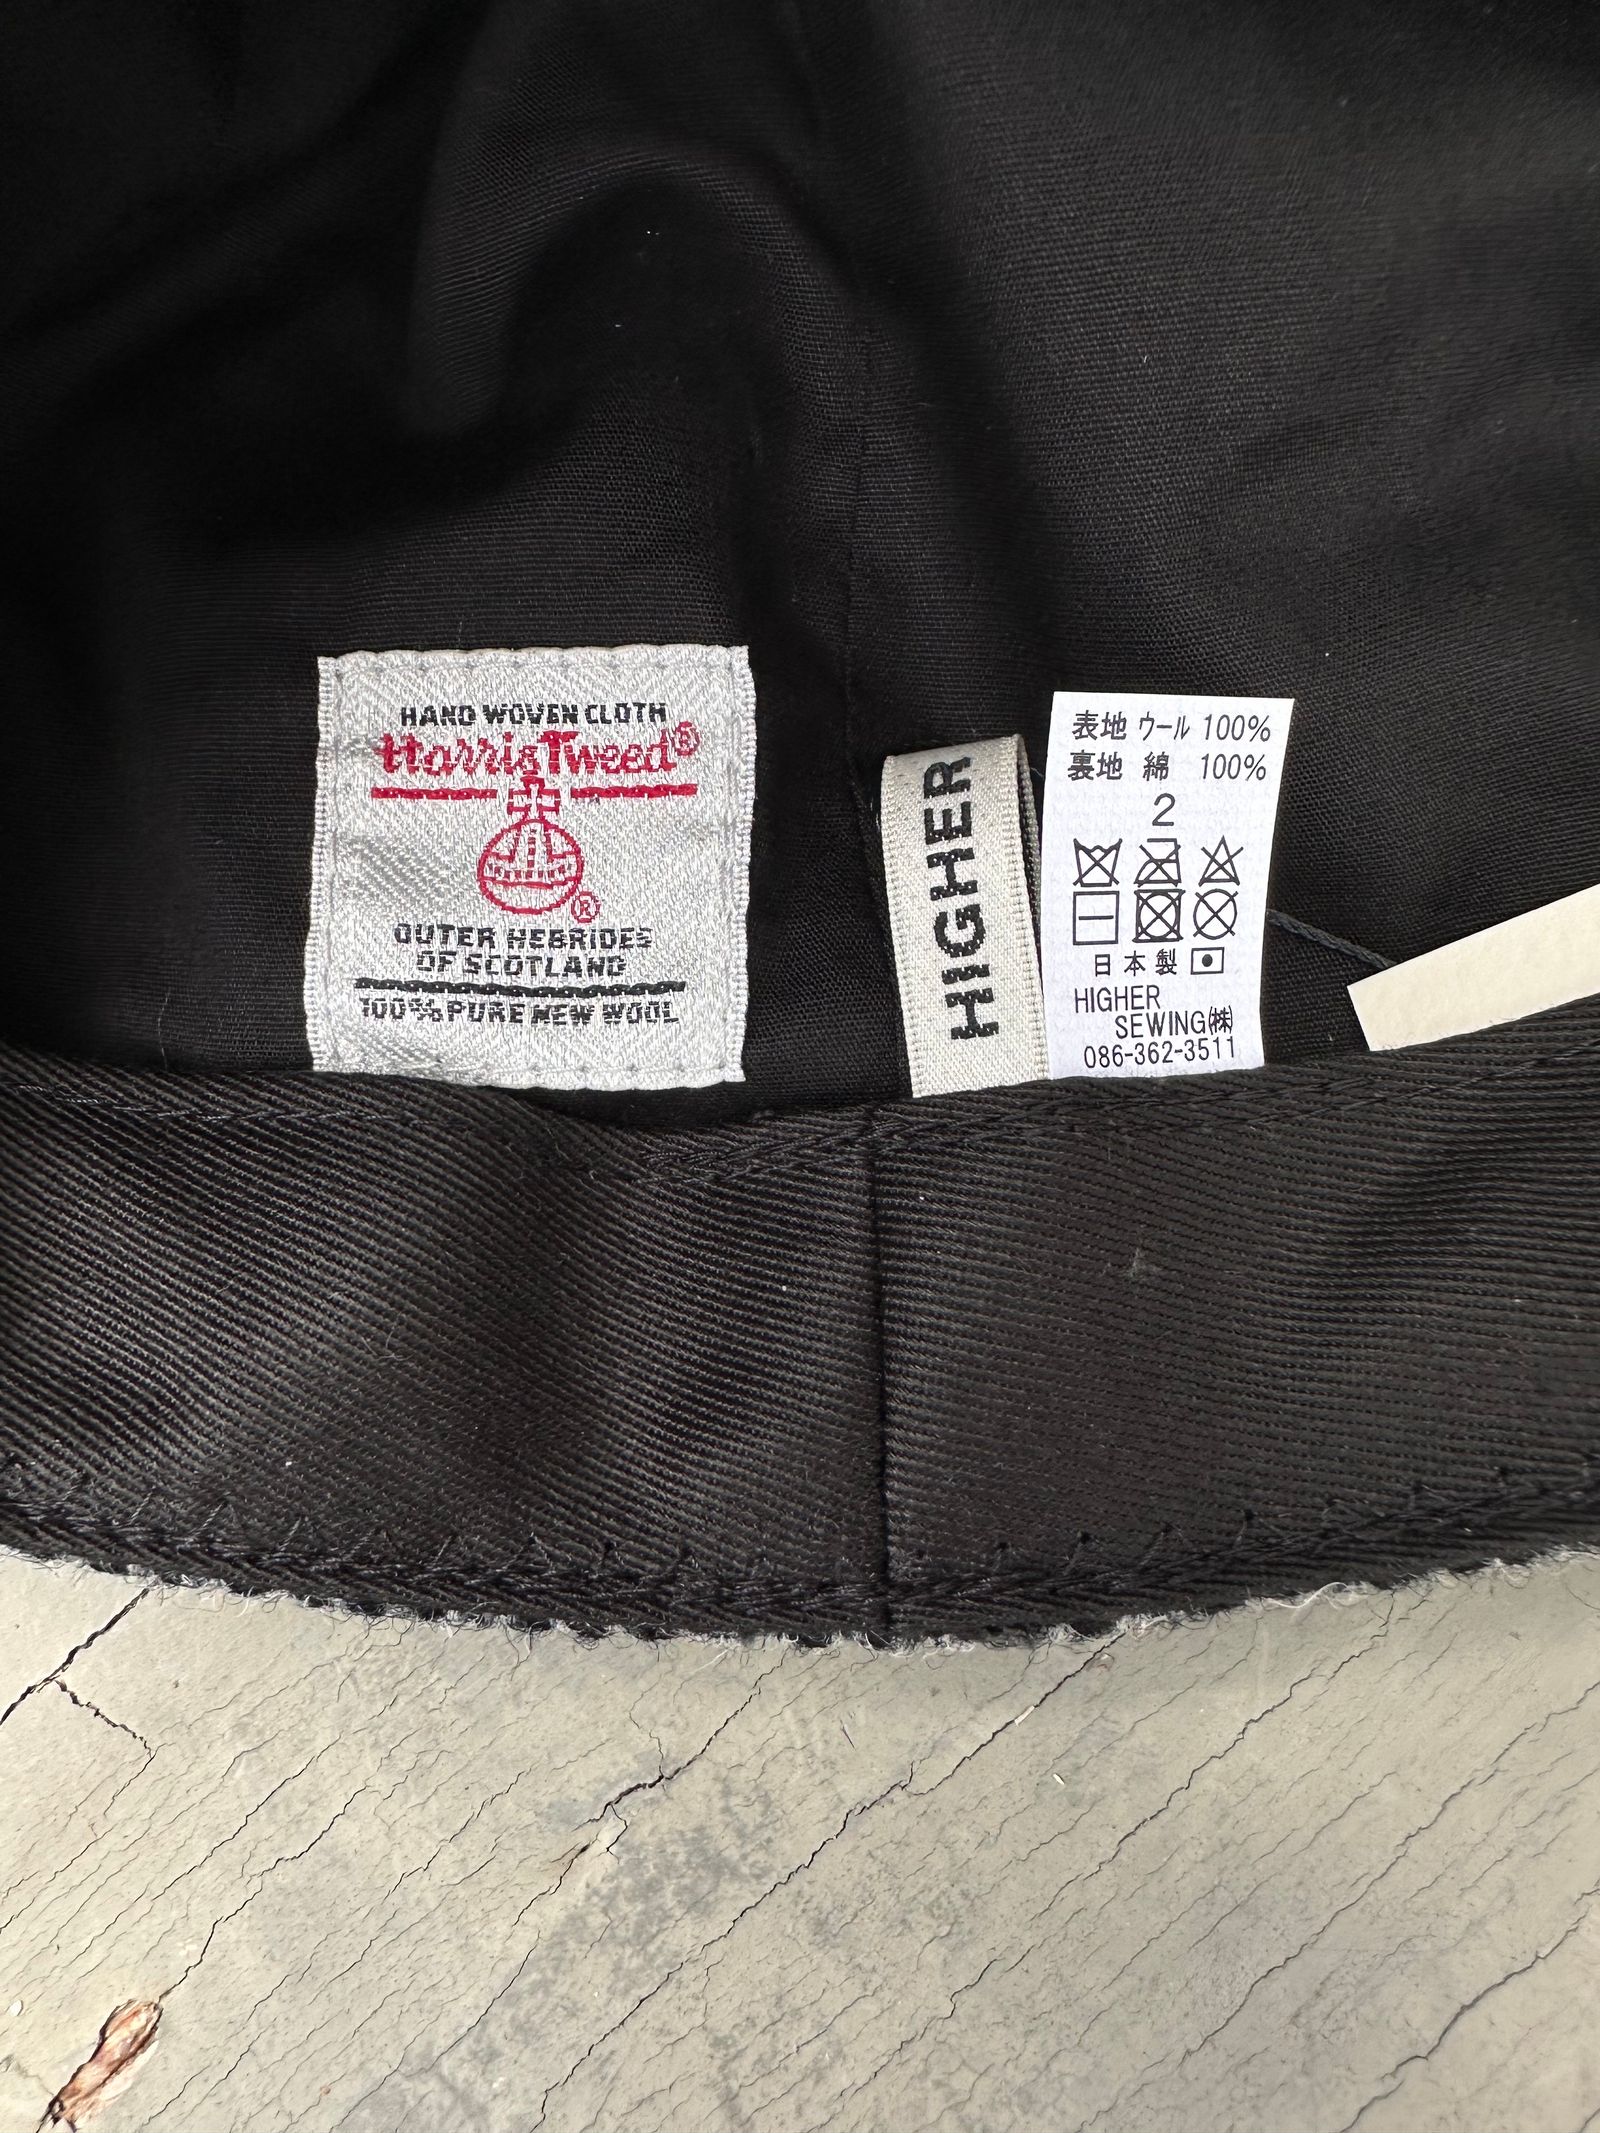 HAND WOVEN CLOTH
Harris Tweed®
®
OUTER HEBRIDES
OF SCOTLAND
100% PURE NEW WOOL
HIGHER
表地 ウール 100%
裏地 綿 100%
2
日本製
HIGHER
SEWING㈱
086-362-3511